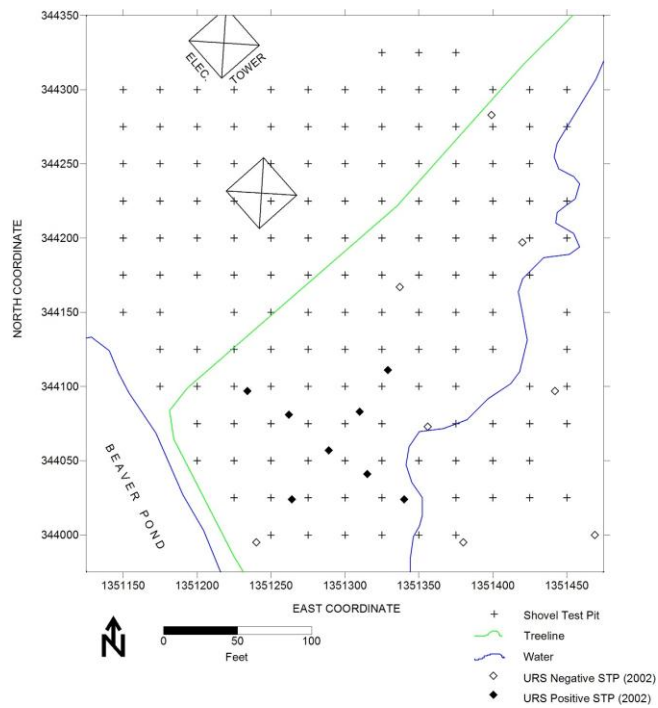 344350
344300
344250
344200
344150
344100
344050
344000
NORTH COORDINATE
ELEC. TOWER
BEAVER POND
1351150
1351200
1351250
1351300
1351350
1351400
1351450
EAST COORDINATE
N
0
50
100
Feet
Shovel Test Pit
Treeline
Water
URS Negative STP (2002)
URS Positive STP (2002)